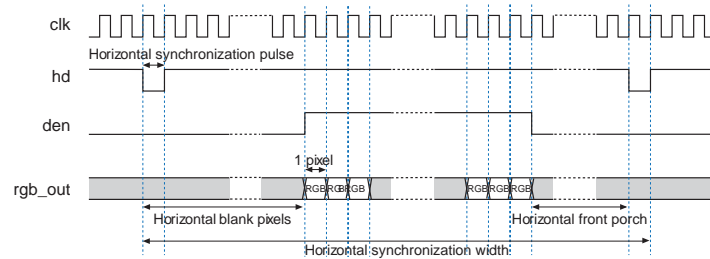 clk
Horizontal synchronization pulse
hd
den
1 pixel
rgb_out
RGB RGB RGB RGB RGB RGB
Horizontal blank pixels
Horizontal front porch
Horizontal synchronization width